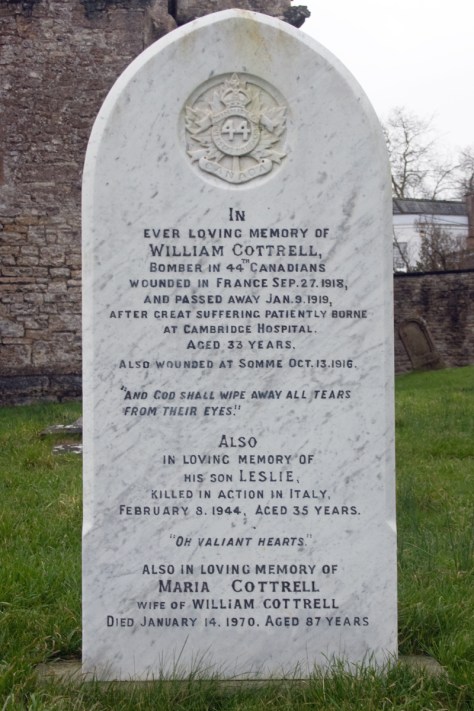 44
CANADA
In
EVER LOVING MEMORY OF
WILLIAM COTTRELL,
BOMBER IN 44TH CANADIANS
WOUNDED IN FRANCE SEP. 27. 1918,
AND PASSED AWAY JAN. 9. 1919,
AFTER GREAT SUFFERING PATIENTLY BORNE
AT CAMBRIDGE HOSPITAL.
AGED 33 YEARS.
ALSO WOUNDED AT SOMME OCT. 13. 1916.
"AND GOD SHALL WIPE AWAY ALL TEARS
FROM THEIR EYES."
ALSO
IN LOVING MEMORY OF
HIS SON LESLIE,
KILLED IN ACTION IN ITALY,
FEBRUARY 8. 1944, AGED 35 YEARS.
"OH VALIANT HEARTS."
ALSO IN LOVING MEMORY OF
MARIA COTTRELL
WIFE OF WILLIAM COTTRELL
DIED JANUARY 14. 1970. AGED 87 YEARS